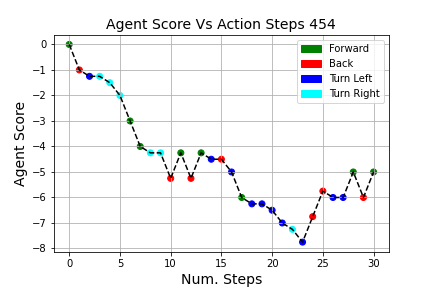 Agent Score Vs Action Steps 454
Forward
Back
Turn Left
Turn Right
Agent Score
0
−1
−2
−3
−4
−5
−6
−7
−8
0 5 10 15 20 25 30
Num. Steps